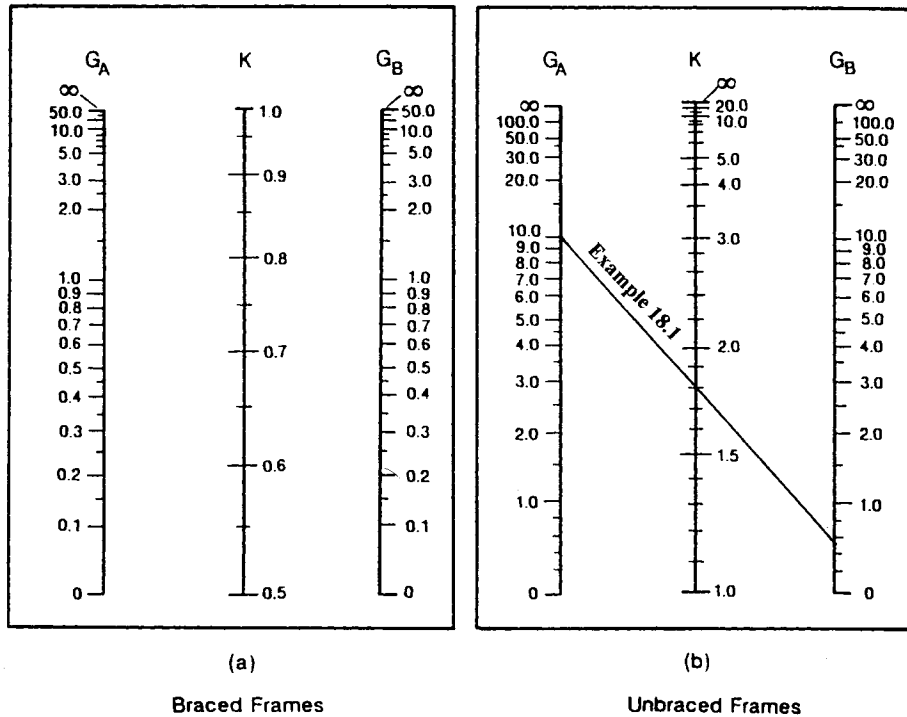 G_A K G_B
∞ ∞
50.0 1.0 50.0
10.0 10.0
5.0 5.0
0.9
3.0 3.0
2.0 2.0
0.8
1.0 1.0
0.9 0.9
0.8 0.8
0.7 0.7
0.7
0.6 0.6
0.5 0.5
0.4 0.4
0.3 0.3
0.6
0.2 0.2
0.1 0.1
0 0.5 0
(a)
Braced Frames
G_A K G_B
∞
∞ 20.0 ∞
100.0 10.0 100.0
50.0 50.0
30.0 5.0 30.0
20.0 4.0 20.0
10.0 3.0 10.0
9.0 9.0
8.0 8.0
7.0 7.0
6.0 6.0
5.0 5.0
Example 18.1
4.0 2.0 4.0
3.0 3.0
2.0 2.0
1.5
1.0 1.0
0 1.0 0
(b)
Unbraced Frames